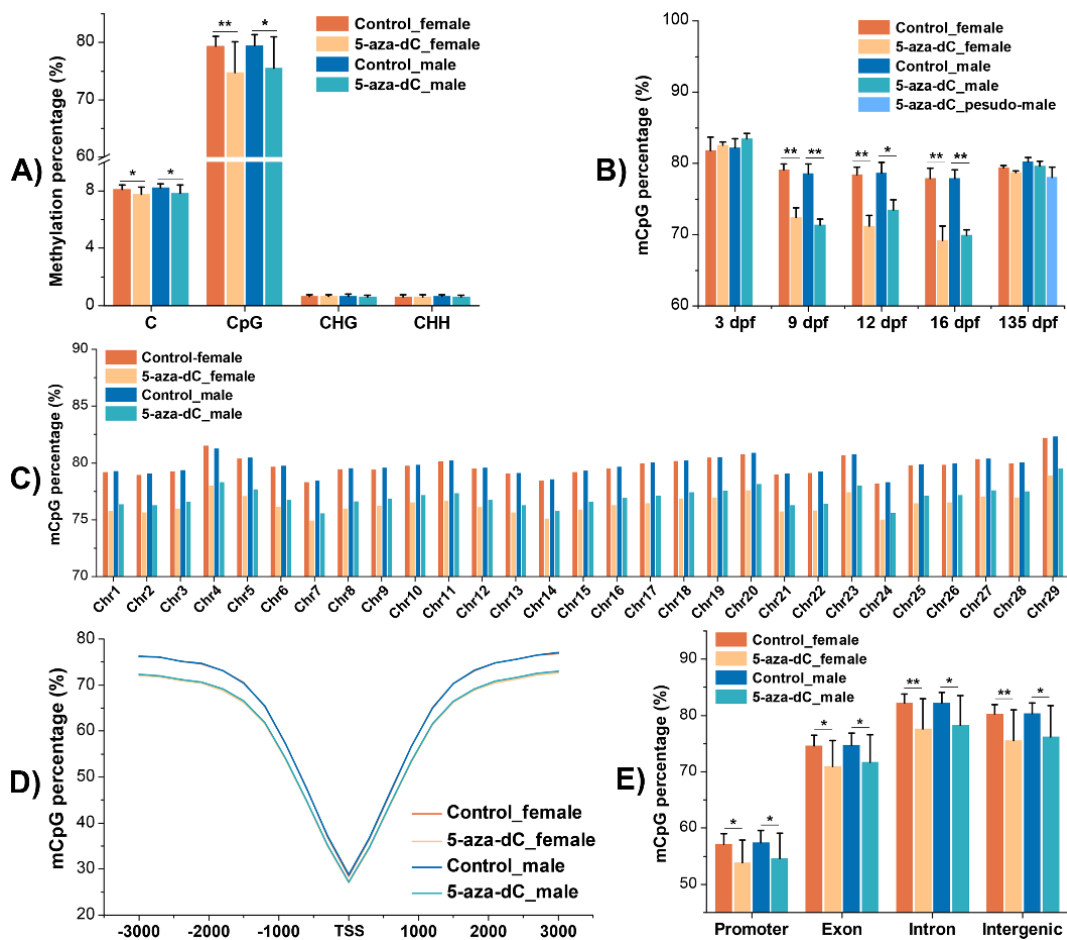 A)
Methylation percentage (%)
80
75
60
8
4
0
Control_female
5-aza-dC_female
Control_male
5-aza-dC_male
** *
* *
C CpG CHG CHH
B)
mCpG percentage (%)
100
90
80
70
60
Control_female
5-aza-dC_female
Control_male
5-aza-dC_male
5-aza-dC_pesudo-male
** ** ** * ** **
3 dpf 9 dpf 12 dpf 16 dpf 135 dpf
C)
mCpG percentage (%)
90
85
80
75
70
Control-female
5-aza-dC_female
Control_male
5-aza-dC_male
Chr1 Chr2 Chr3 Chr4 Chr5 Chr6 Chr7 Chr8 Chr9 Chr10 Chr11 Chr12 Chr13 Chr14 Chr15 Chr16 Chr17 Chr18 Chr19 Chr20 Chr21 Chr22 Chr23 Chr24 Chr25 Chr26 Chr27 Chr28 Chr29
D)
mCpG percentage (%)
80
70
60
50
40
30
20
Control_female
5-aza-dC_female
Control_male
5-aza-dC_male
-3000 -2000 -1000 TSS 1000 2000 3000
E)
mCpG percentage (%)
90
80
70
60
50
Control_female
5-aza-dC_female
Control_male
5-aza-dC_male
* * * * ** * ** *
Promoter Exon Intron Intergenic